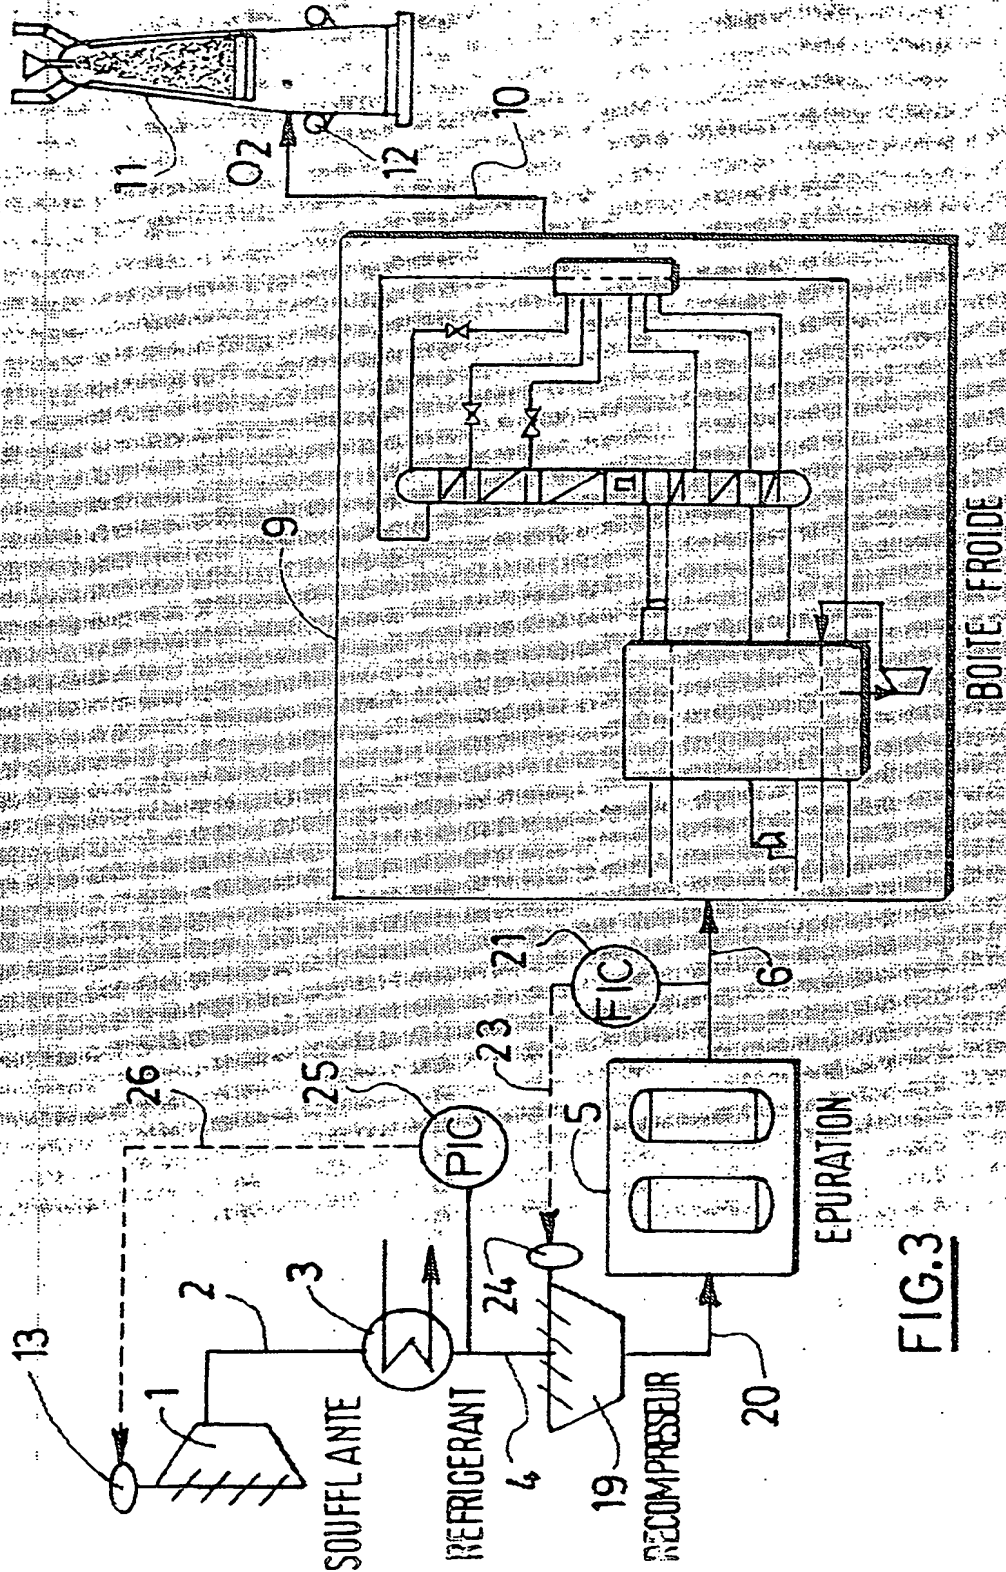 13
1
2
SOUFFLANTE
3
REFRIGERANT
26
25
PIC
4
24
19
RECOMPRESSEUR
20
23
21
FIC
5
EPURATION
6
9
BOITE FROIDE
10
11
O2
12
FIG.3